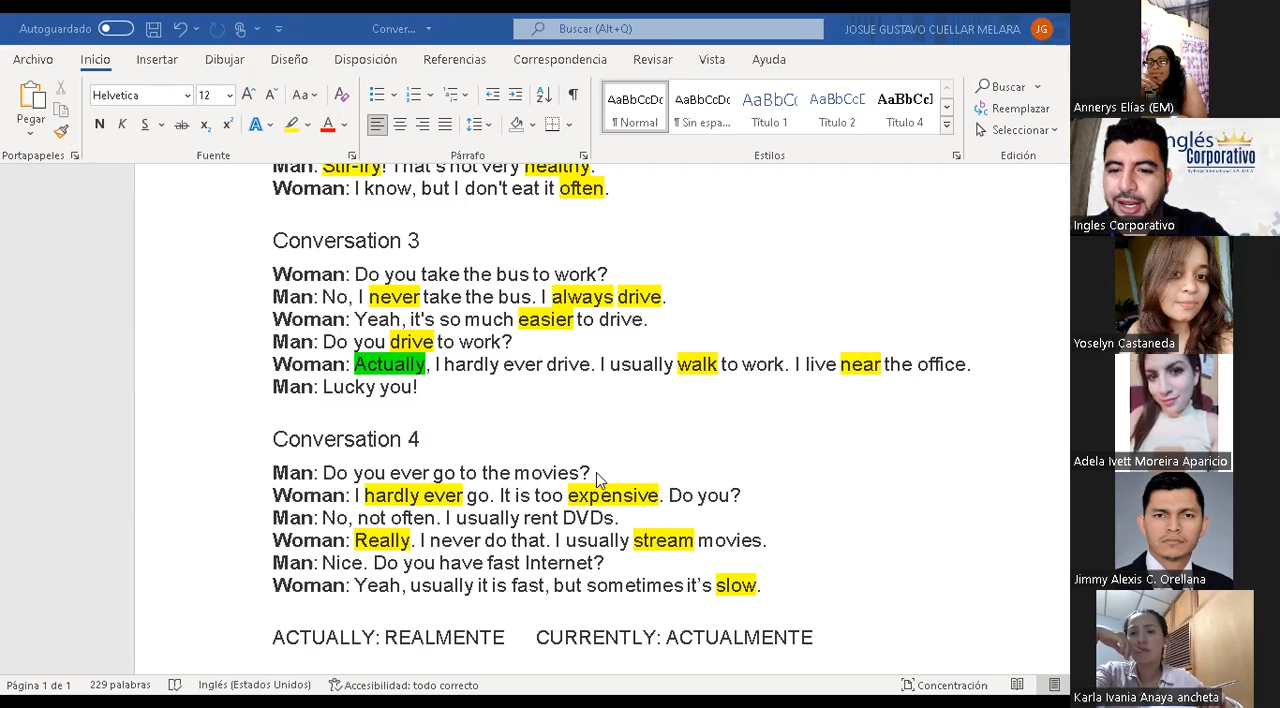 Autoguardado Conver... Buscar (Alt+Q) JOSUE GUSTAVO CUELLAR MELARA JG
Archivo Inicio Insertar Dibujar Diseño Disposición Referencias Correspondencia Revisar Vista Ayuda
Pegar
Portapapeles
Helvetica 12
Fuente
Párrafo
AaBbCcDc AaBbCcDc AaBbCc AaBbCcD AaBbCc
¶ Normal ¶ Sin espa... Título 1 Título 2 Título 4
Estilos
Buscar
Reemplazar
Seleccionar
Edición
Man: Stir-fry! That's not very healthy.
Woman: I know, but I don't eat it often.
Conversation 3
Woman: Do you take the bus to work?
Man: No, I never take the bus. I always drive.
Woman: Yeah, it's so much easier to drive.
Man: Do you drive to work?
Woman: Actually, I hardly ever drive. I usually walk to work. I live near the office.
Man: Lucky you!
Conversation 4
Man: Do you ever go to the movies?
Woman: I hardly ever go. It is too expensive. Do you?
Man: No, not often. I usually rent DVDs.
Woman: Really. I never do that. I usually stream movies.
Man: Nice. Do you have fast Internet?
Woman: Yeah, usually it is fast, but sometimes it’s slow.
ACTUALLY: REALMENTE CURRENTLY: ACTUALMENTE
Página 1 de 1 229 palabras Inglés (Estados Unidos) Accesibilidad: todo correcto Concentración
Annerys Elías (EM)
Inglés
Corporativo
Ingles Corporativo
Yoselyn Castaneda
Adela Ivett Moreira Aparicio
Jimmy Alexis C. Orellana
Karla Ivania Anaya ancheta